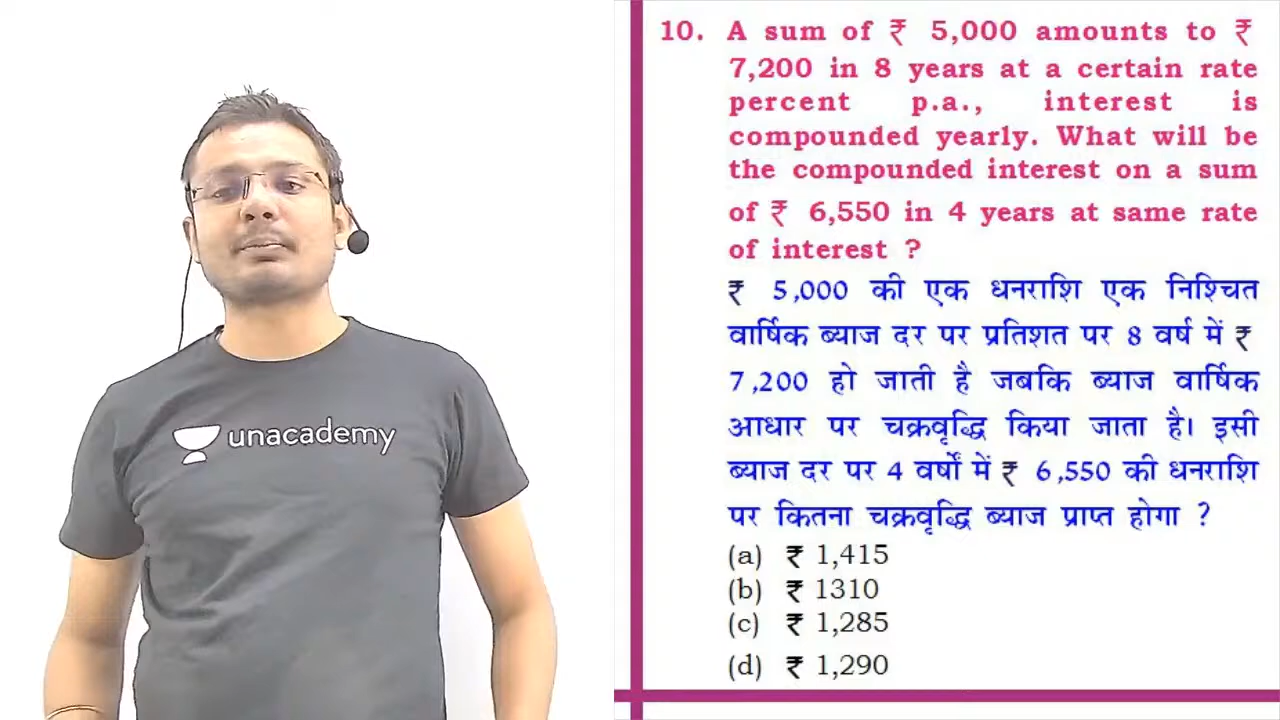 unacademy
10. A sum of ₹ 5,000 amounts to ₹
7,200 in 8 years at a certain rate
percent p.a., interest is
compounded yearly. What will be
the compounded interest on a sum
of ₹ 6,550 in 4 years at same rate
of interest ?
₹ 5,000 की एक धनराशि एक निश्चित
वार्षिक ब्याज दर पर प्रतिशत पर 8 वर्ष में ₹
7,200 हो जाती है जबकि ब्याज वार्षिक
आधार पर चक्रवृद्धि किया जाता है। इसी
ब्याज दर पर 4 वर्षों में ₹ 6,550 की धनराशि
पर कितना चक्रवृद्धि ब्याज प्राप्त होगा ?
(a) ₹ 1,415
(b) ₹ 1310
(c) ₹ 1,285
(d) ₹ 1,290